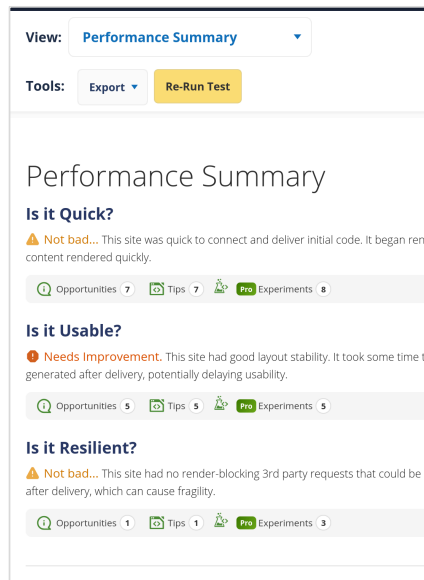 View: Performance Summary
Tools: Export Re-Run Test
Performance Summary
Is it Quick?
Not bad... This site was quick to connect and deliver initial code. It began
content rendered quickly.
Opportunities 7 Tips 7 Pro Experiments 8
Is it Usable?
Needs Improvement. This site had good layout stability. It took some time
generated after delivery, potentially delaying usability.
Opportunities 5 Tips 5 Pro Experiments 5
Is it Resilient?
Not bad... This site had no render-blocking 3rd party requests that could be
after delivery, which can cause fragility.
Opportunities 1 Tips 1 Pro Experiments 3